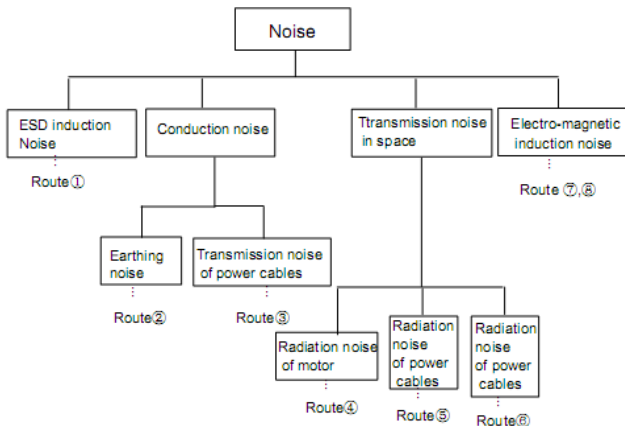 Noise
ESD induction
Noise
Route①
Conduction noise
Ttransmission noise
in space
Electro-magnetic
induction noise
Route ⑦,⑧
Earthing
noise
Route②
Transmission noise
of power cables
Route③
Radiation noise
of motor
Route④
Radiation
noise
of power
cables
Route⑤
Radiation
noise
of power
cables
Route⑥